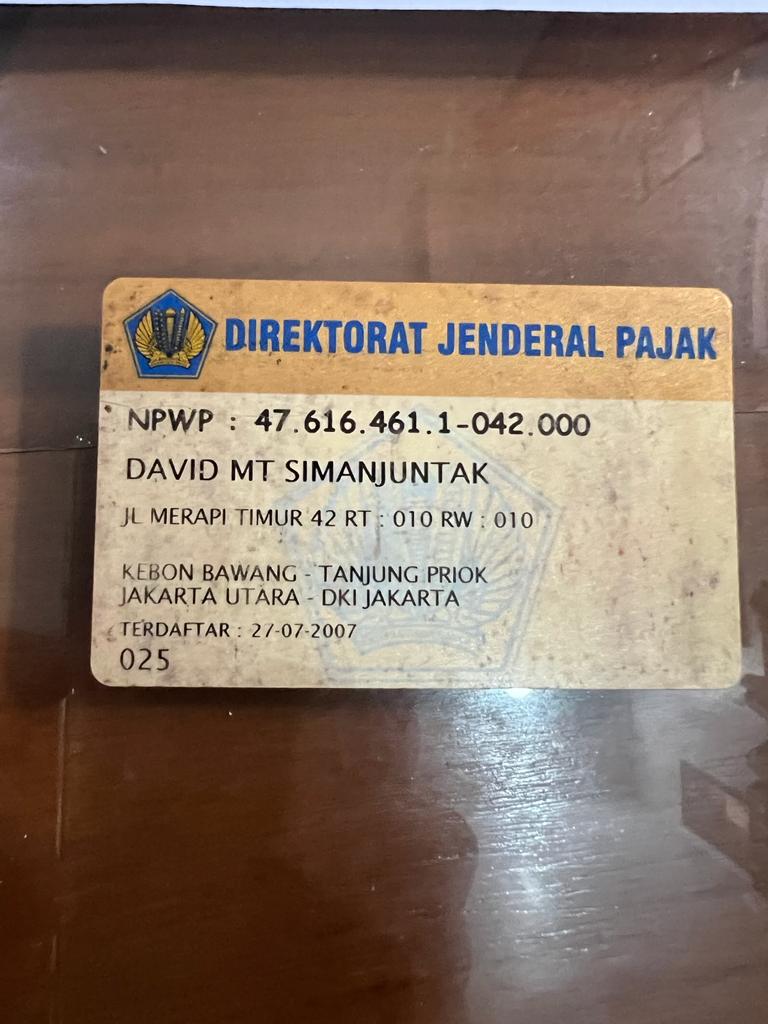 DIREKTORAT JENDERAL PAJAK
NPWP : 47.616.461.1-042.000
DAVID MT SIMANJUNTAK
JL MERAPI TIMUR 42 RT : 010 RW : 010
KEBON BAWANG - TANJUNG PRIOK
JAKARTA UTARA - DKI JAKARTA
TERDAFTAR : 27-07-2007
025